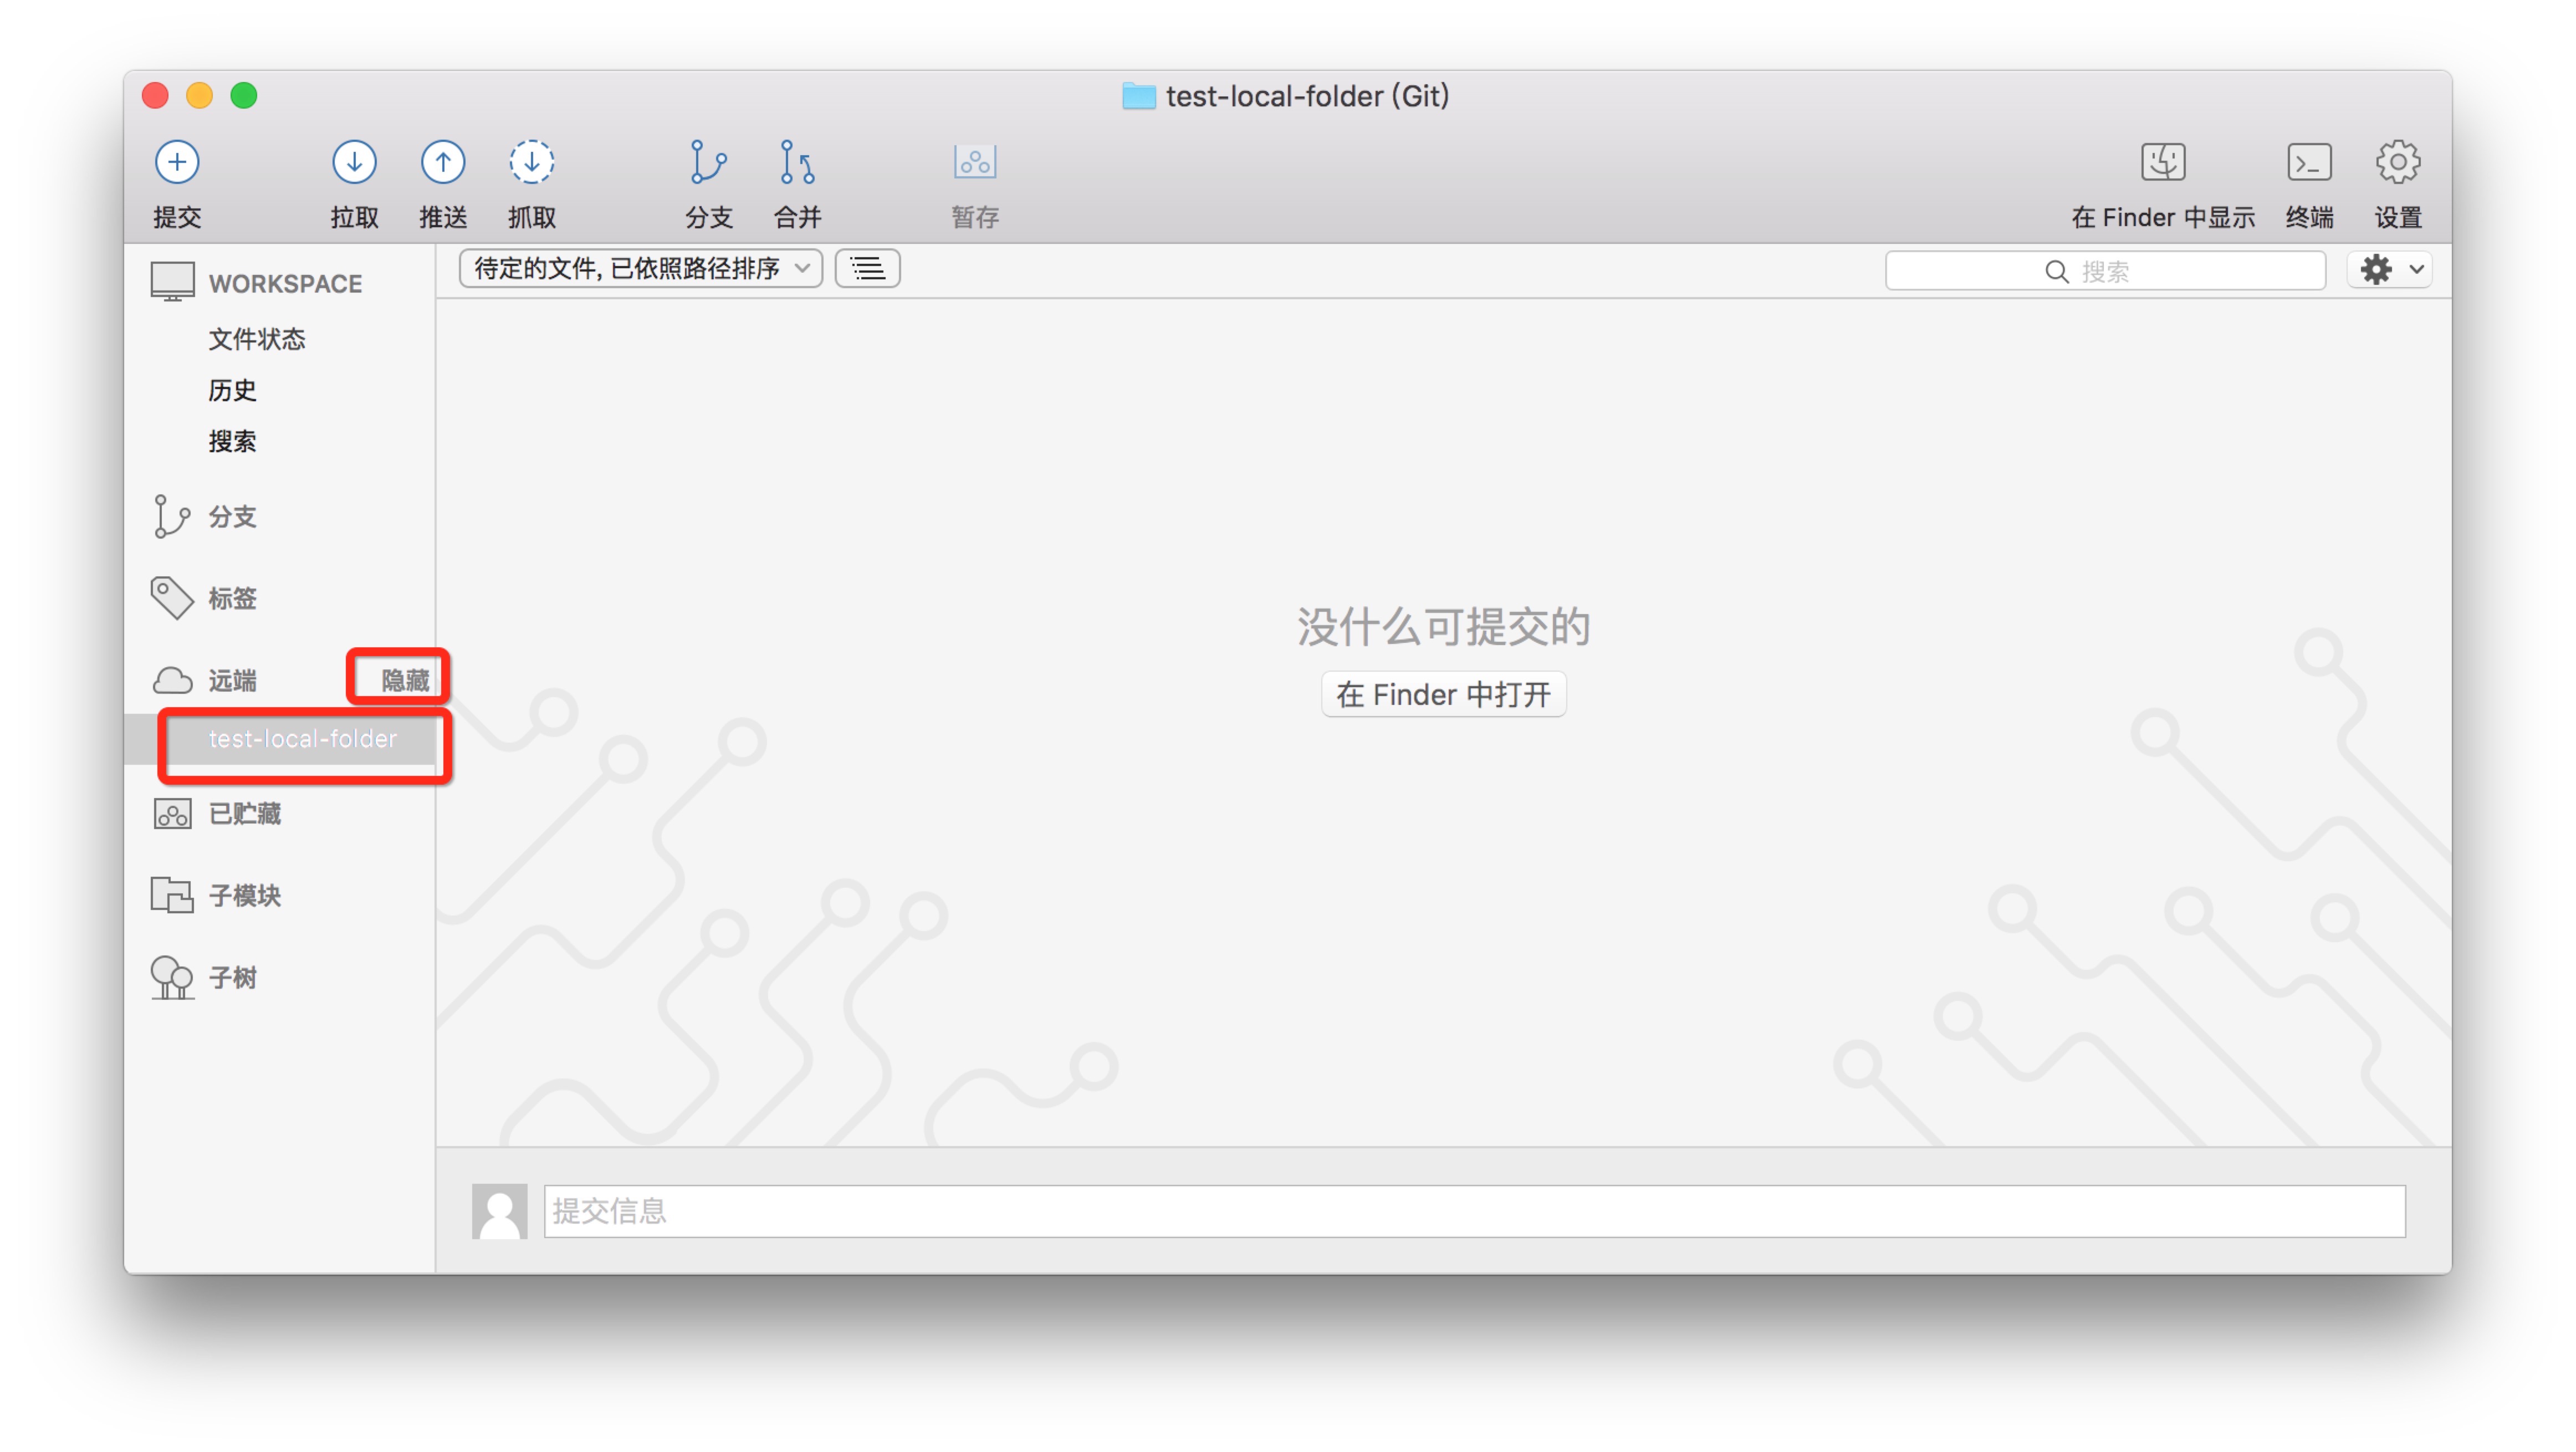 test-local-folder (Git)
提交 拉取 推送 抓取 分支 合并 暂存 在 Finder 中显示 终端 设置
待定的文件, 已依照路径排序 搜索
WORKSPACE
文件状态
历史
搜索
分支
标签
远端 隐藏
test-local-folder
已贮藏
子模块
子树
没什么可提交的
在 Finder 中打开
提交信息